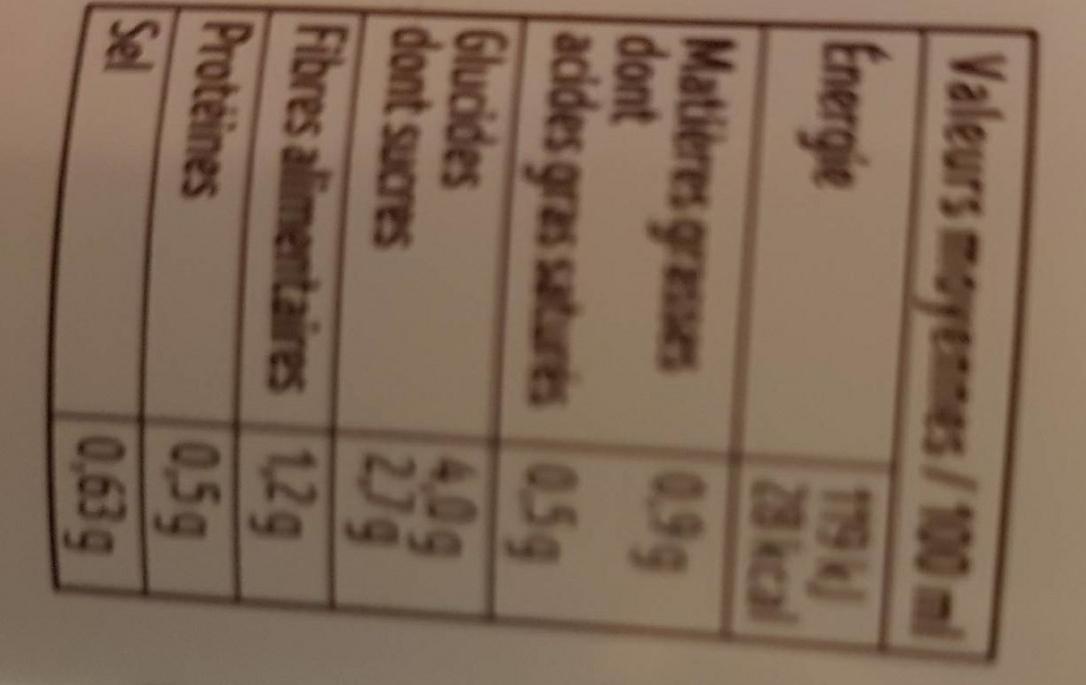 Valeurs moyennes / 100 ml
Énergie 119 kJ
28 kcal
Matières grasses 0,9 g
dont
acides gras saturés 0,5 g
Glucides 4,0 g
dont sucres 2,7 g
Fibres alimentaires 1,2 g
Protéines 0,5 g
Sel 0,63 g